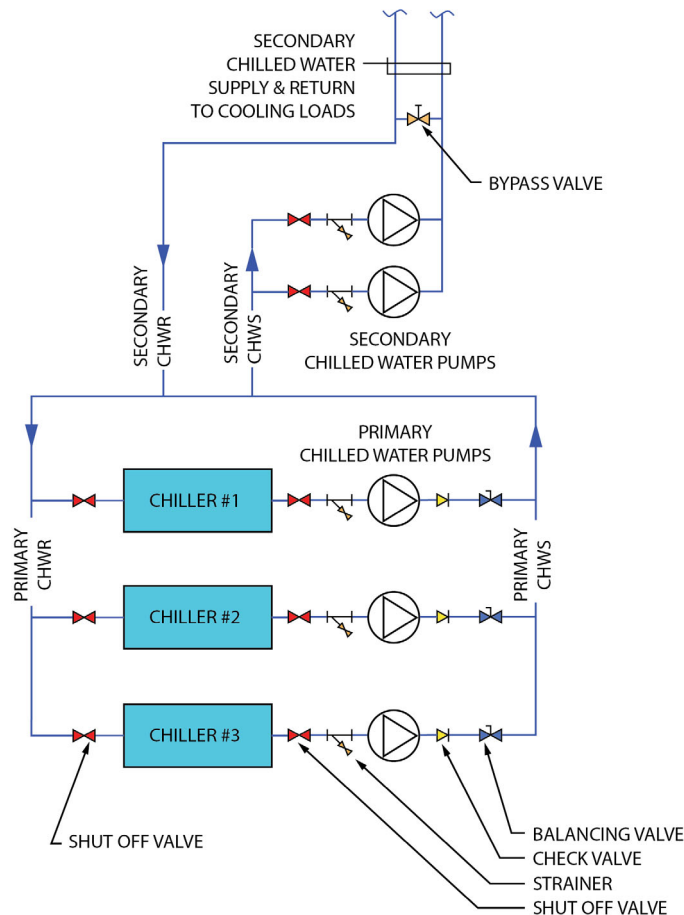 SECONDARY
CHILLED WATER
SUPPLY & RETURN
TO COOLING LOADS
BYPASS VALVE
SECONDARY
CHWR
SECONDARY
CHWS
SECONDARY
CHILLED WATER PUMPS
PRIMARY
CHILLED WATER PUMPS
CHILLER #1
PRIMARY
CHWR
PRIMARY
CHWS
CHILLER #2
CHILLER #3
SHUT OFF VALVE
BALANCING VALVE
CHECK VALVE
STRAINER
SHUT OFF VALVE